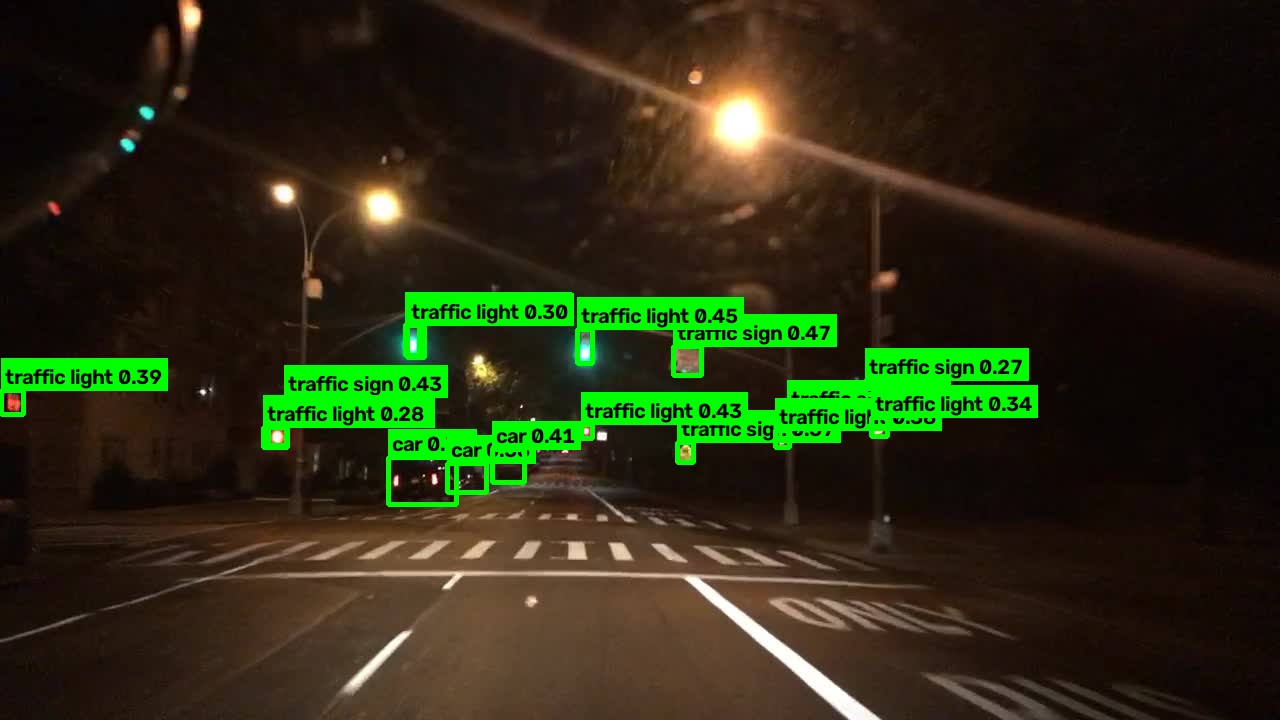 traffic light 0.30
traffic light 0.45
traffic sign 0.47
traffic sign 0.27
traffic light 0.39
traffic sign 0.43
traffic light 0.34
traffic light 0.43
traffic light 0.28
car 0.41
ONLY
BUS